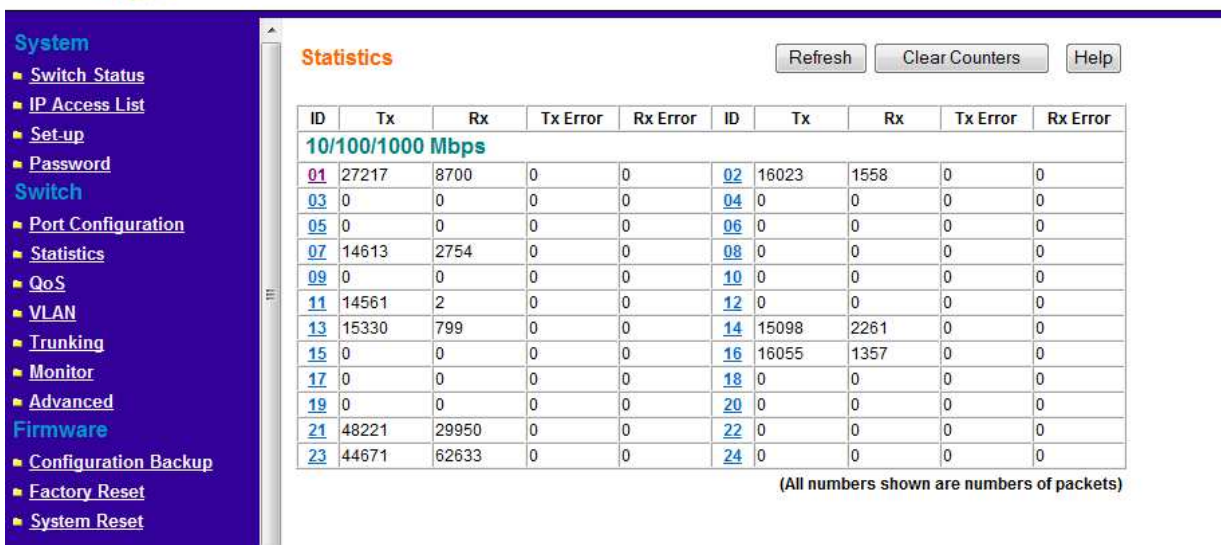 System
Switch Status
IP Access List
Set-up
Password
Switch
Port Configuration
Statistics
QoS
VLAN
Trunking
Monitor
Advanced
Firmware
Configuration Backup
Factory Reset
System Reset
Statistics Refresh Clear Counters Help
ID Tx Rx Tx Error Rx Error ID Tx Rx Tx Error Rx Error
10/100/1000 Mbps
01 27217 8700 0 0 02 16023 1558 0 0
03 0 0 0 0 04 0 0 0 0
05 0 0 0 0 06 0 0 0 0
07 14613 2754 0 0 08 0 0 0 0
09 0 0 0 0 10 0 0 0 0
11 14561 2 0 0 12 0 0 0 0
13 15330 799 0 0 14 15098 2261 0 0
15 0 0 0 0 16 16055 1357 0 0
17 0 0 0 0 18 0 0 0 0
19 0 0 0 0 20 0 0 0 0
21 48221 29950 0 0 22 0 0 0 0
23 44671 62633 0 0 24 0 0 0 0
(All numbers shown are numbers of packets)